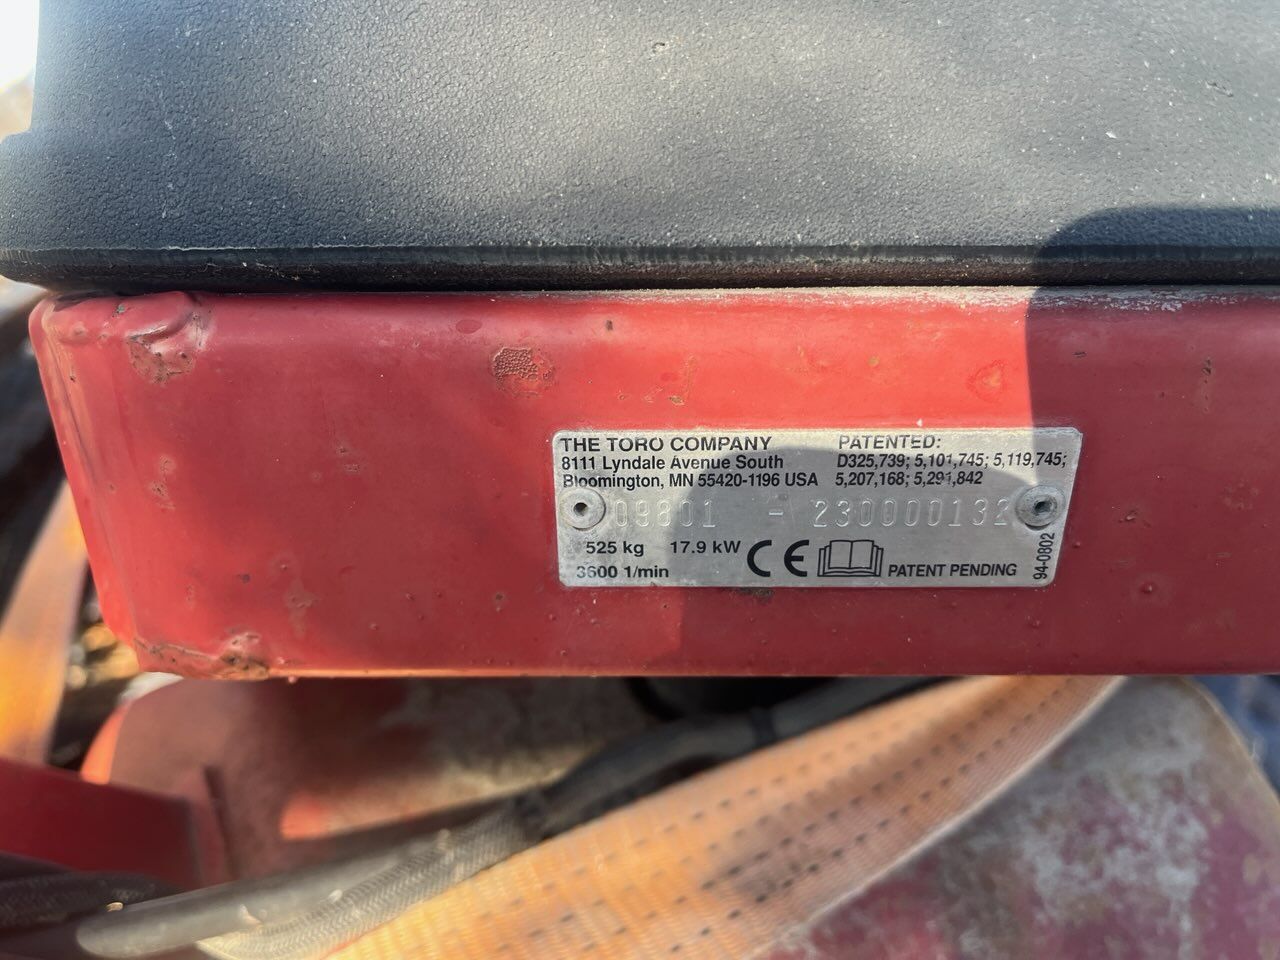 THE TORO COMPANY
8111 Lyndale Avenue South
Bloomington, MN 55420-1196 USA
PATENTED:
D325,739; 5,101,745; 5,119,745;
5,207,168; 5,291,842
09801 - 230000132
525 kg 17.9 kW
3600 1/min
CE
PATENT PENDING
94-0802